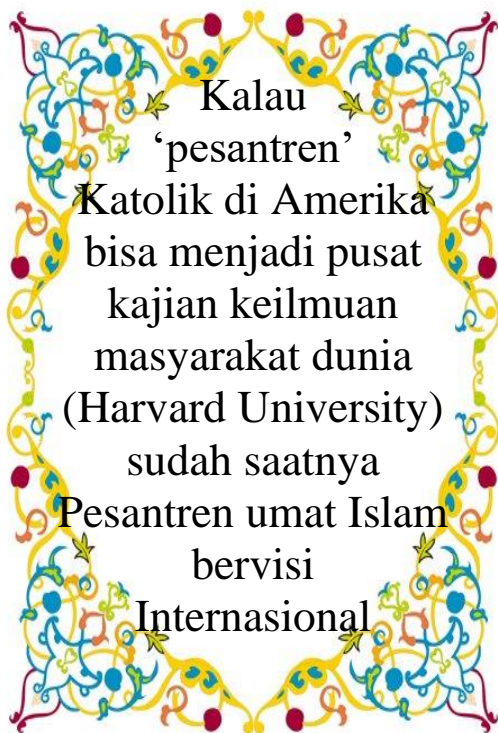 Kalau
‘pesantren’
Katolik di Amerika
bisa menjadi pusat
kajian keilmuan
masyarakat dunia
(Harvard University)
sudah saatnya
Pesantren umat Islam
bervisi
Internasional